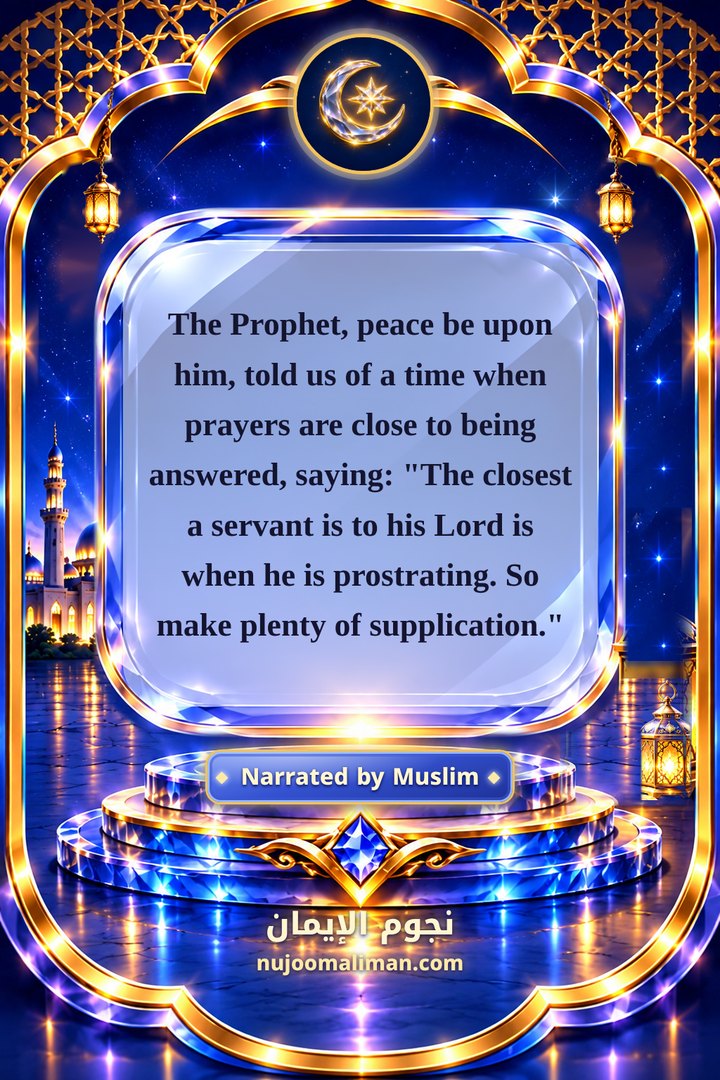 The Prophet, peace be upon
him, told us of a time when
prayers are close to being
answered, saying: "The closest
a servant is to his Lord is
when he is prostrating. So
make plenty of supplication."
Narrated by Muslim
نجوم الإيمان
nujoomaliman.com